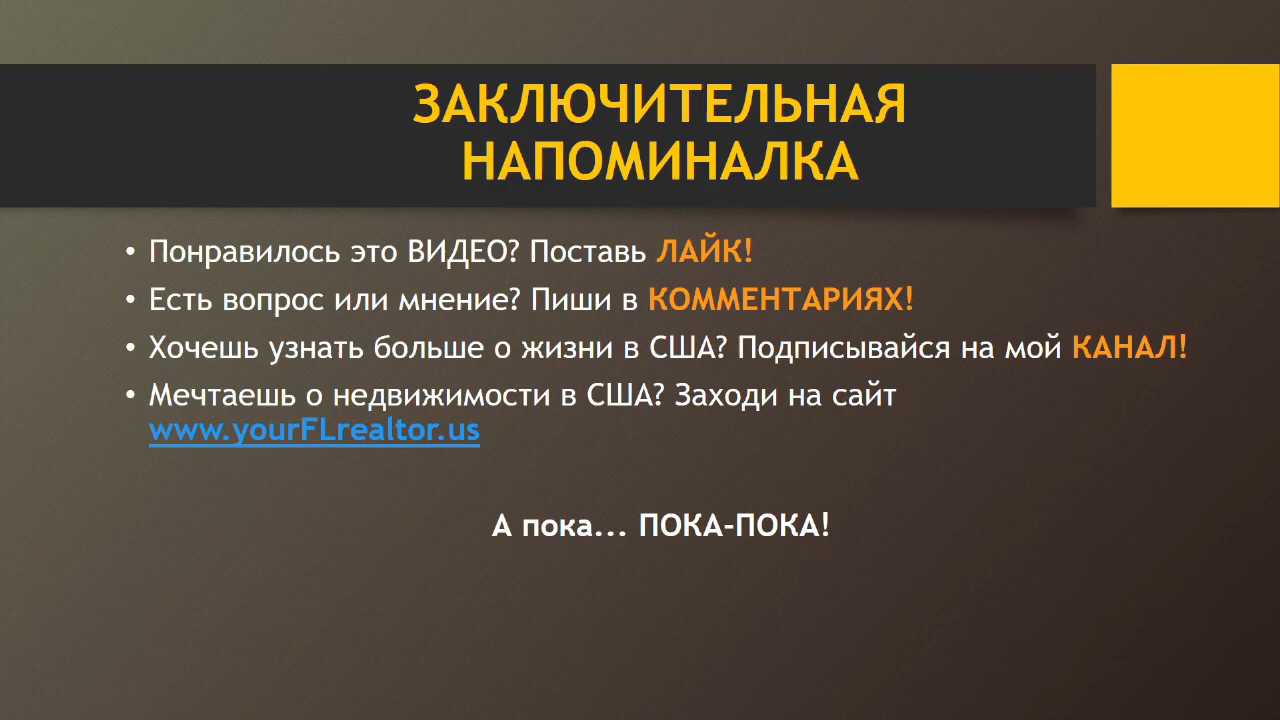 ЗАКЛЮЧИТЕЛЬНАЯ
НАПОМИНАЛКА
• Понравилось это ВИДЕО? Поставь ЛАЙК!
• Есть вопрос или мнение? Пиши в КОММЕНТАРИЯХ!
• Хочешь узнать больше о жизни в США? Подписывайся на мой КАНАЛ!
• Мечтаешь о недвижимости в США? Заходи на сайт
www.yourFLrealtor.us
А пока... ПОКА-ПОКА!